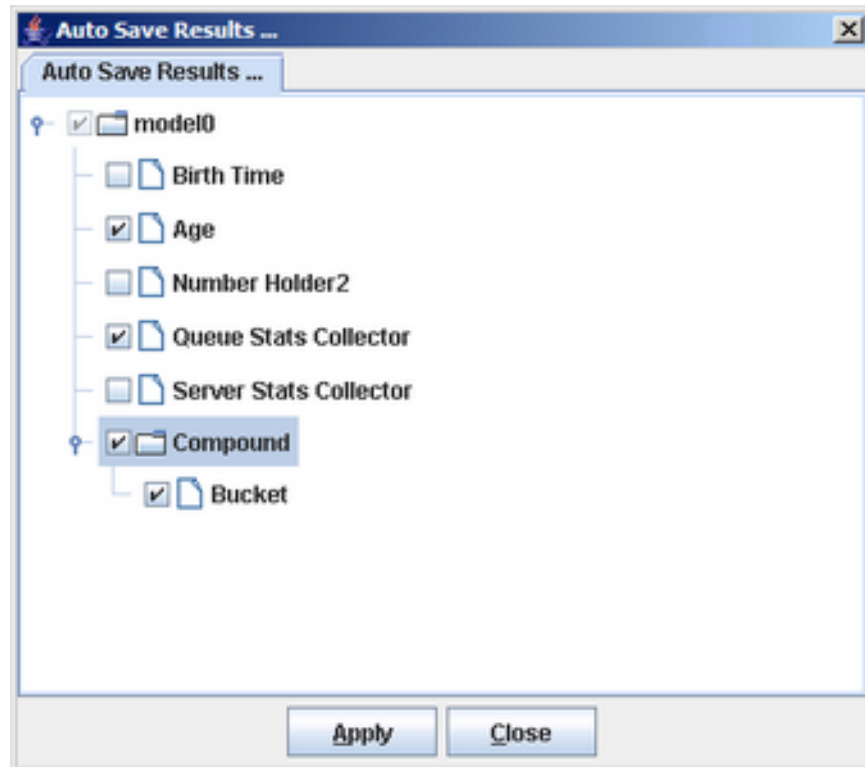 Auto Save Results ...
Auto Save Results ...
model0
Birth Time
Age
Number Holder2
Queue Stats Collector
Server Stats Collector
Compound
Bucket
Apply Close